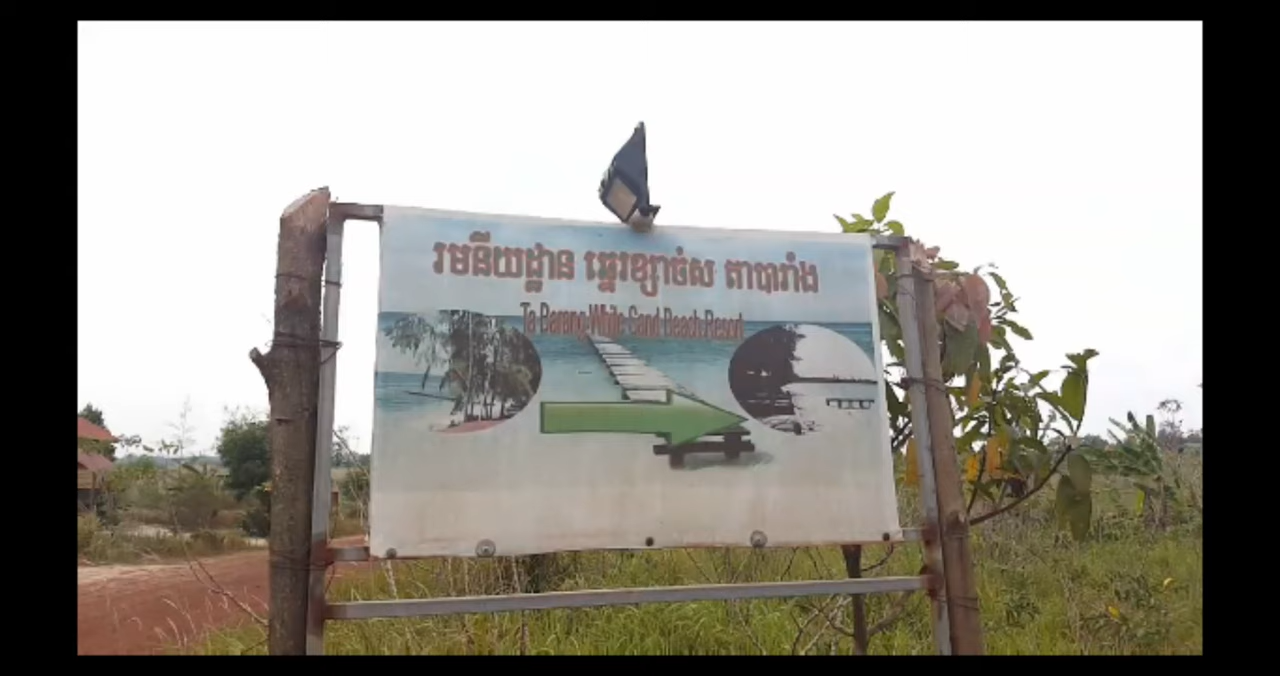 រមនីយដ្ឋាន ឆ្នេរខ្សាច់ស តាបារាំង
Ta Barang White Sand Beach Resort